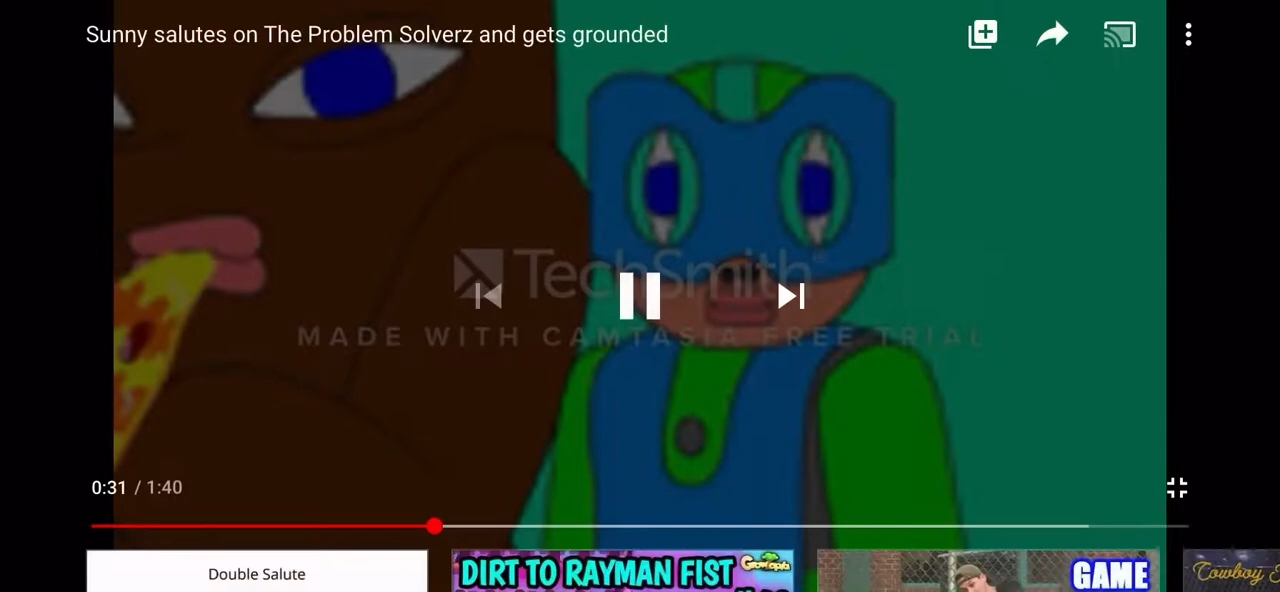 Sunny salutes on The Problem Solverz and gets grounded
TechSmith®
MADE WITH CAMTASIA FREE TRIAL
0:31 / 1:40
Double Salute
DIRT TO RAYMAN FIST
Growtopia
GAME
Cowboy